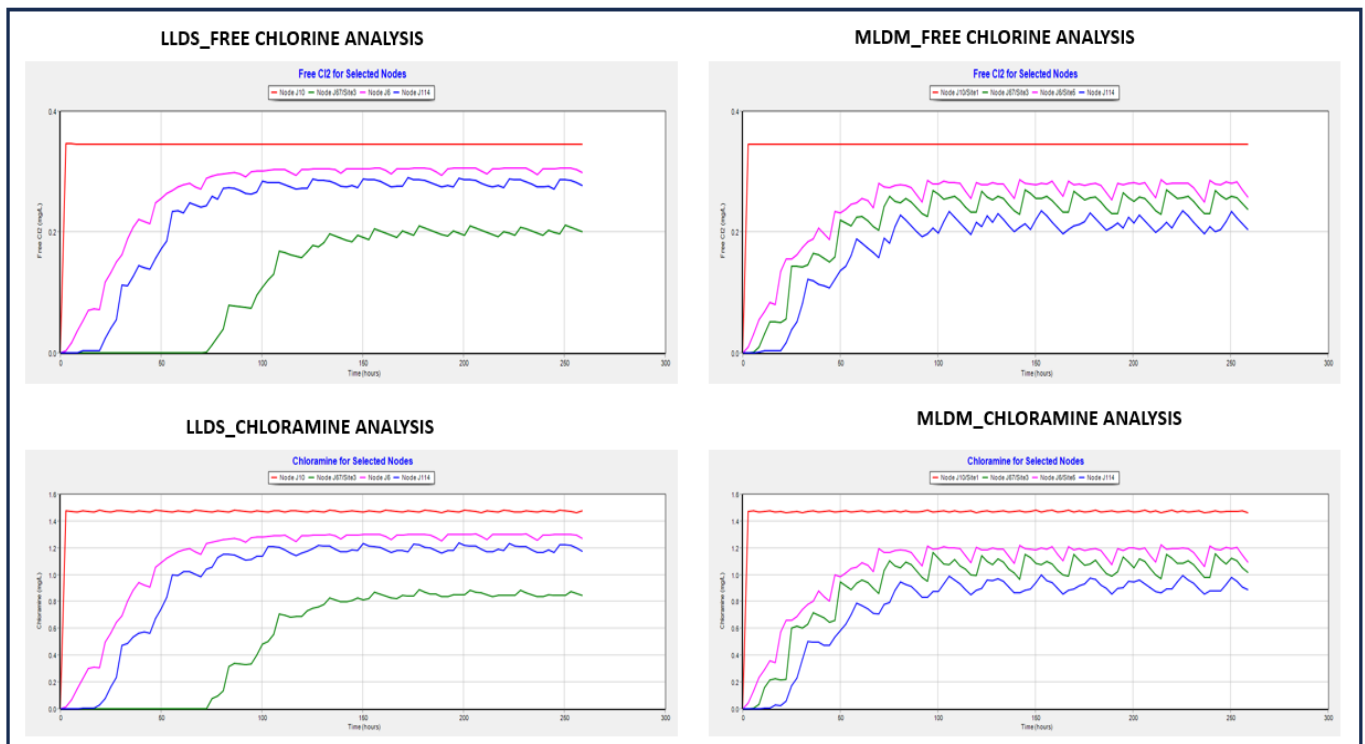 LLDS_FREE CHLORINE ANALYSIS
Free Cl2 for Selected Nodes
Node J10 Node J67/Site3 Node J6 Node J114
0.4
0.2
0.0
Free Cl2 (mg/L)
0 50 100 150 200 250 300
Time (hours)
MLDM_FREE CHLORINE ANALYSIS
Free Cl2 for Selected Nodes
Node J10/Site1 Node J67/Site3 Node J6/Site5 Node J114
0.4
0.2
0.0
Free Cl2 (mg/L)
0 50 100 150 200 250 300
Time (hours)
LLDS_CHLORAMINE ANALYSIS
Chloramine for Selected Nodes
Node J10 Node J67/Site3 Node J6 Node J114
1.6
1.4
1.2
1.0
0.8
0.6
0.4
0.2
0.0
Chloramine (mg/L)
0 50 100 150 200 250 300
Time (hours)
MLDM_CHLORAMINE ANALYSIS
Chloramine for Selected Nodes
Node J10/Site1 Node J67/Site3 Node J6/Site5 Node J114
1.6
1.4
1.2
1.0
0.8
0.6
0.4
0.2
0.0
Chloramine (mg/L)
0 50 100 150 200 250 300
Time (hours)